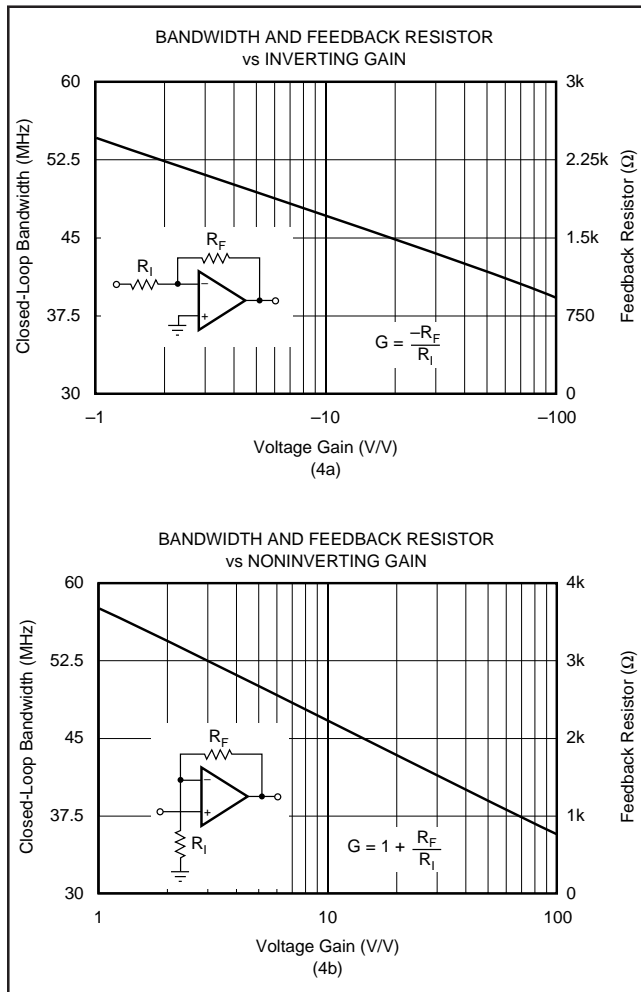 BANDWIDTH AND FEEDBACK RESISTOR
vs INVERTING GAIN
60
52.5
45
37.5
30
Closed-Loop Bandwidth (MHz)
3k
2.25k
1.5k
750
0
Feedback Resistor (Ω)
R_F
R_I
–
+
G = –R_F / R_I
–1
-10
–100
Voltage Gain (V/V)
(4a)
BANDWIDTH AND FEEDBACK RESISTOR
vs NONINVERTING GAIN
60
52.5
45
37.5
30
Closed-Loop Bandwidth (MHz)
4k
3k
2k
1k
0
Feedback Resistor (Ω)
R_F
–
+
R_I
G = 1 + R_F / R_I
1
10
100
Voltage Gain (V/V)
(4b)